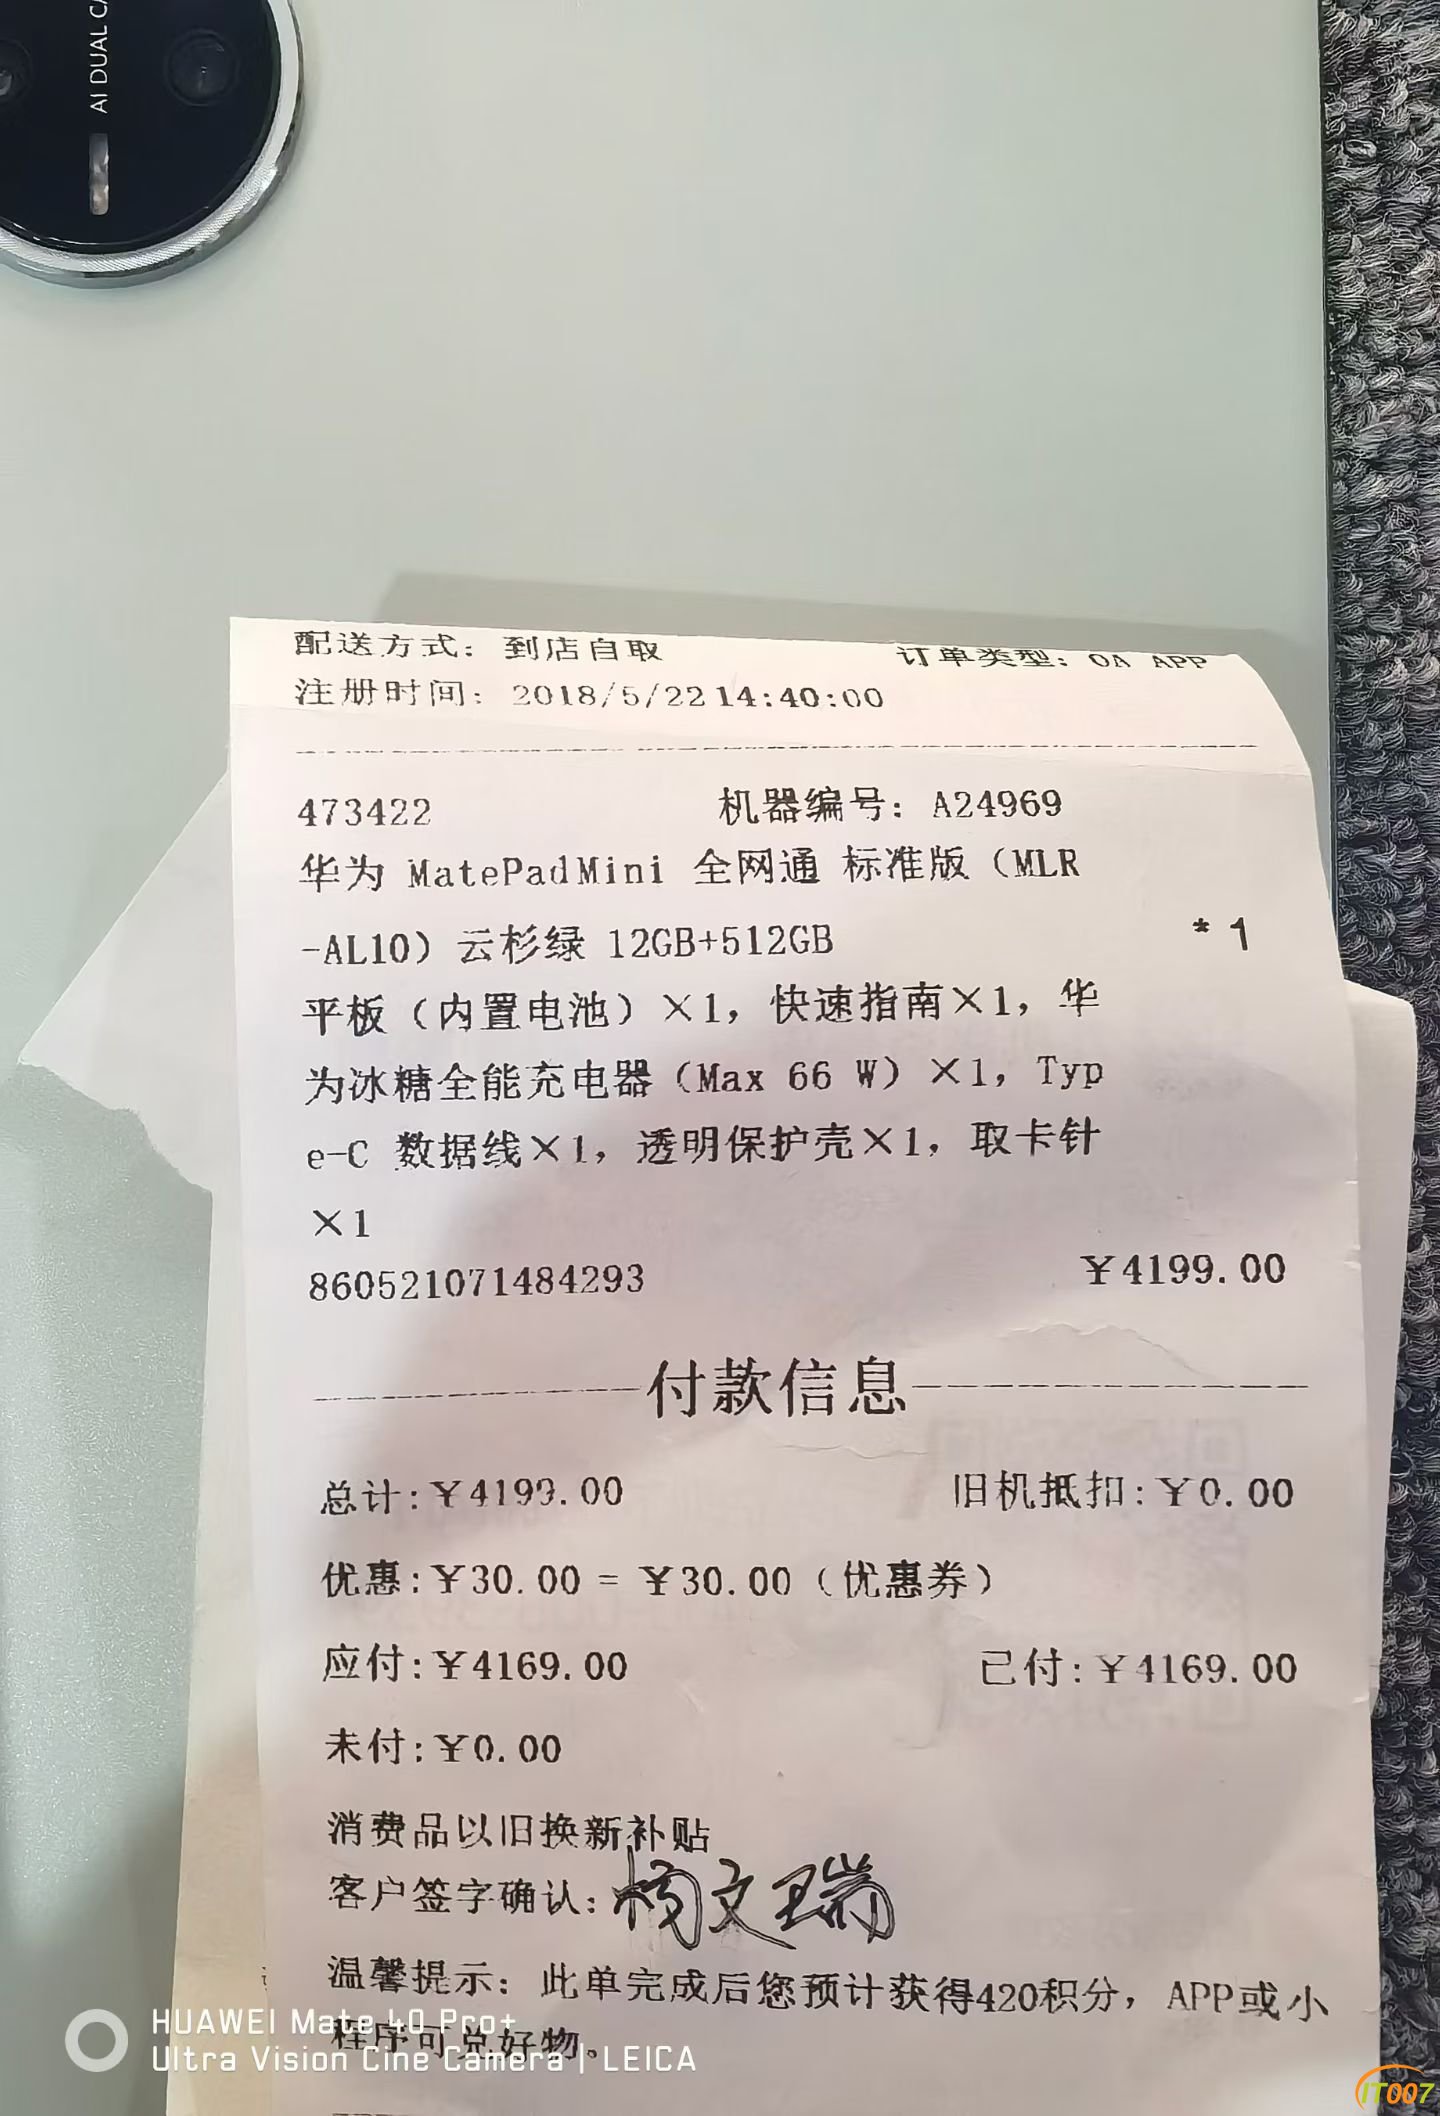 AI DUAL CA
配送方式：到店自取 订单类型：OA APP
注册时间：2018/5/22 14:40:00
473422 机器编号：A24969
华为 MatePadMini 全网通 标准版（MLR
-AL10）云杉绿 12GB+512GB *1
平板（内置电池）×1，快速指南×1，华
为冰糖全能充电器（Max 66 W）×1，Typ
e-C 数据线×1，透明保护壳×1，取卡针
×1
860521071484293 ￥4199.00
付款信息
总计:￥4199.00 旧机抵扣:￥0.00
优惠:￥30.00 = ￥30.00（优惠券）
应付:￥4169.00 已付:￥4169.00
未付:￥0.00
消费品以旧换新补贴
客户签字确认：杨文瑞
温馨提示：此单完成后您预计获得420积分，APP或小
程序可兑好物。
HUAWEI Mate 40 Pro+
Ultra Vision Cine Camera | LEICA
IT007